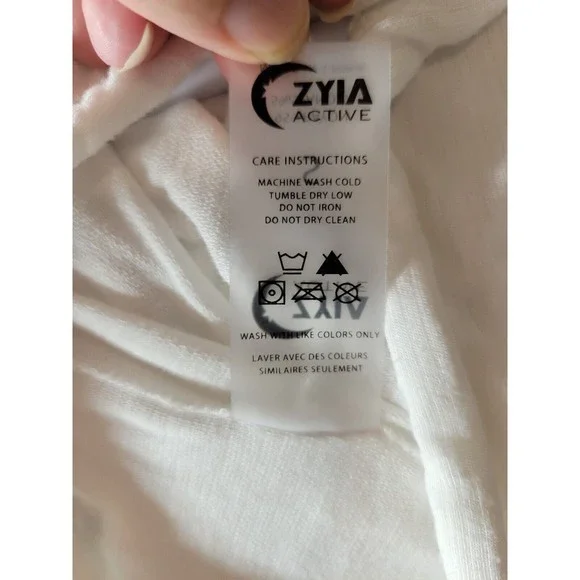 ZYIA
ACTIVE
CARE INSTRUCTIONS
MACHINE WASH COLD
TUMBLE DRY LOW
DO NOT IRON
DO NOT DRY CLEAN
ZYIA
WASH WITH LIKE COLORS ONLY
LAVER AVEC DES COULEURS
SIMILAIRES SEULEMENT